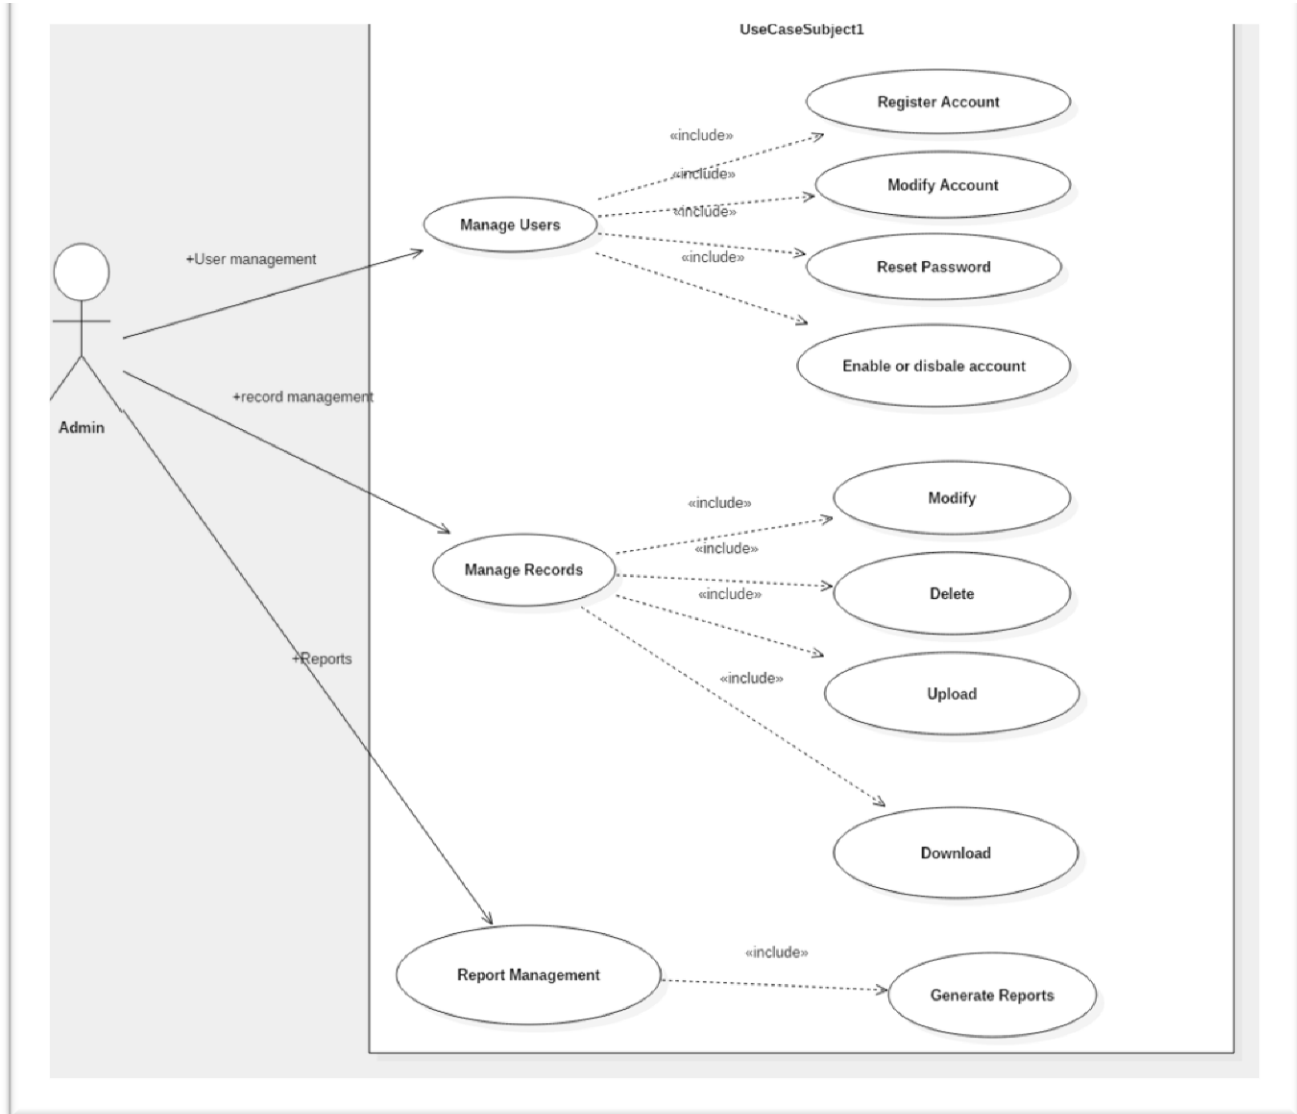 UseCaseSubject1
Register Account
«include»
«include»
Modify Account
«include»
Manage Users
+User management
«include»
Reset Password
Enable or disbale account
+record management
Admin
«include»
Modify
«include»
Manage Records
«include»
Delete
+Reports
«include»
Upload
Download
«include»
Report Management
Generate Reports